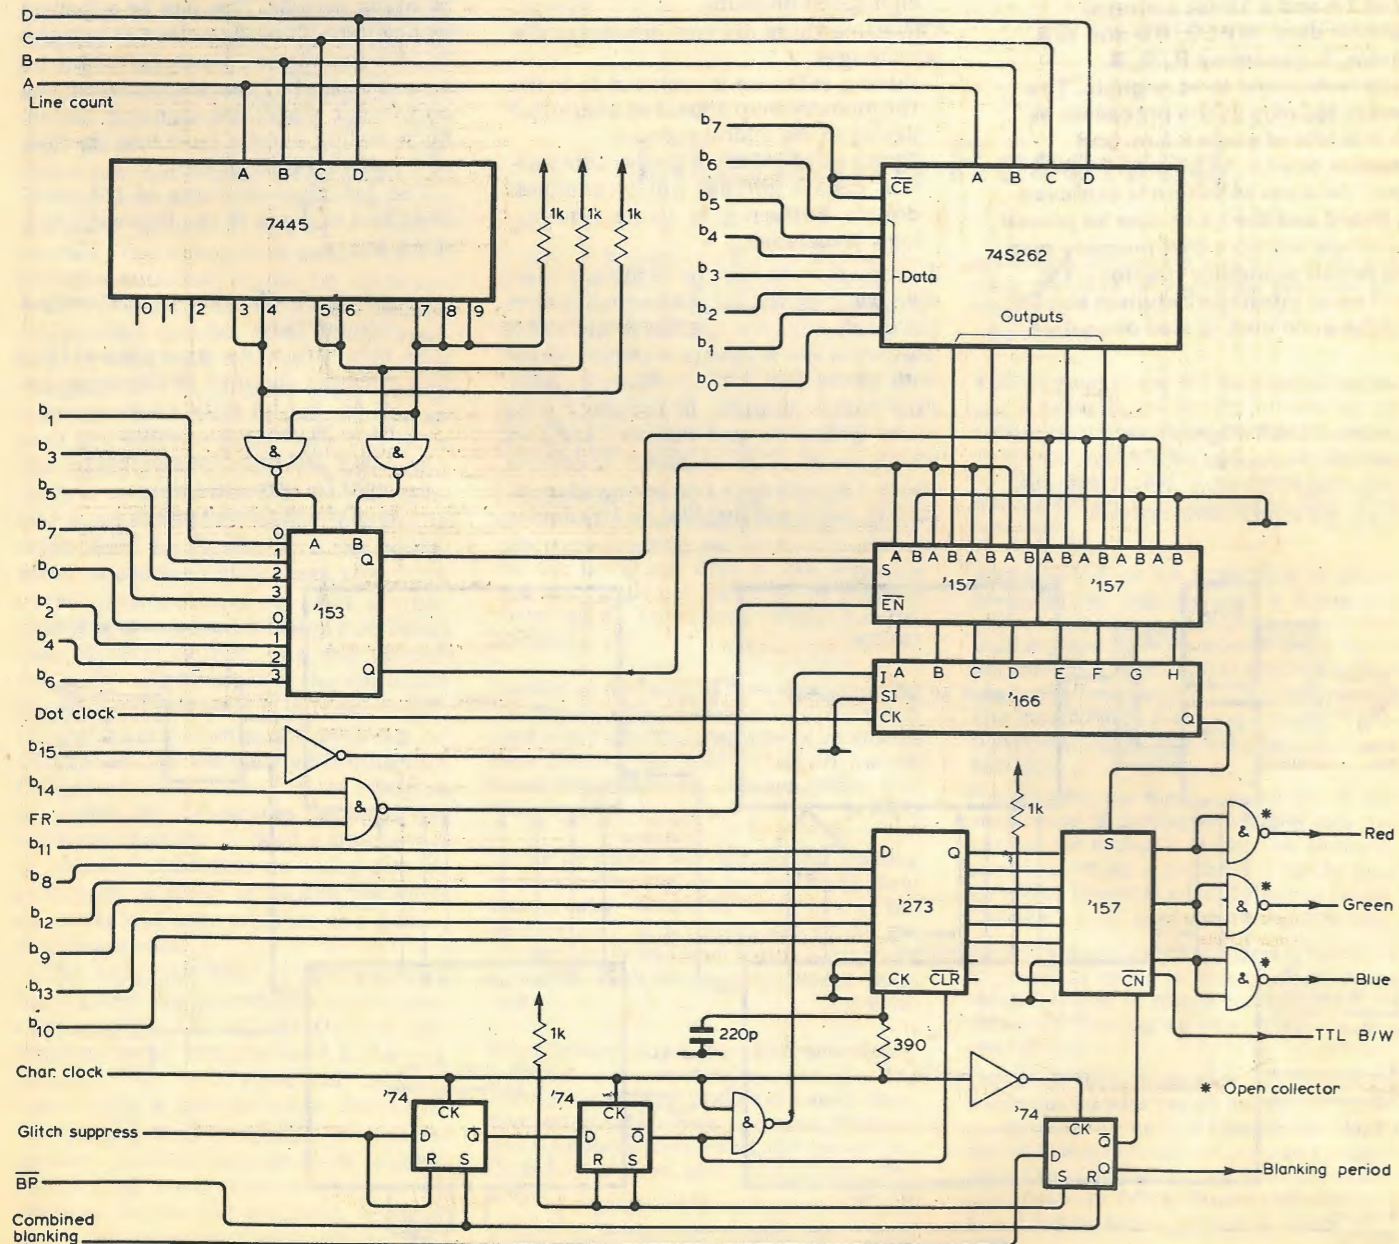 D
C
B
A
Line count
A B C D
7445
0 1 2 3 4 5 6 7 8 9
1k 1k 1k
b7
b6
b5
b4
b3
b2
b1
b0
CE
A B C D
74S262
Data
Outputs
b1
b3
b5
b7
b0
b2
b4
b6
& &
A B
0
1
2
3
0
1
2
3
Q
'153
Q
A B A B A B A B A B A B A B A B
S
'157 '157
EN
A B C D E F G H
I
SI
CK
'166
Q
Dot clock
b15
b14
FR
&
b11
b8
b12
b9
b13
b10
D Q
'273
CK CLR
1k
S
'157
CN
& *
Red
& *
Green
& *
Blue
TTL B/W
* Open collector
1k
220p
390
Char. clock
'74
CK
D Q
R S
'74
CK
D Q
R S
&
'74
CK
D Q
Q
S R
Glitch suppress
BP
Combined
blanking
Blanking period